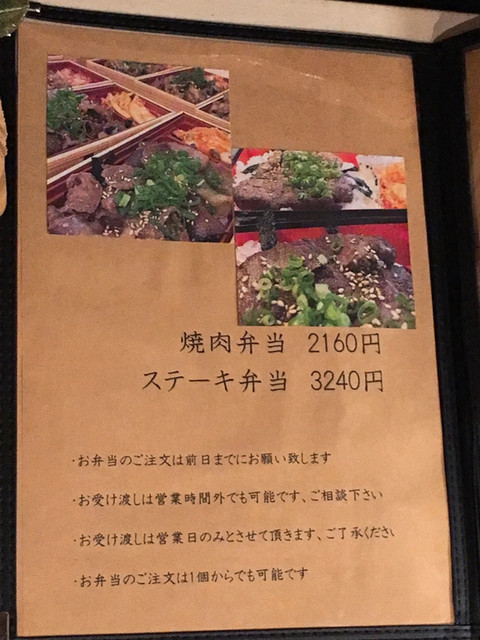 焼肉弁当 2160円
ステーキ弁当 3240円
・お弁当のご注文は前日までにお願い致します
・お受け渡しは営業時間外でも可能です、ご相談下さい
・お受け渡しは営業日のみとさせて頂きます、ご了承ください
・お弁当のご注文は1個からでも可能です